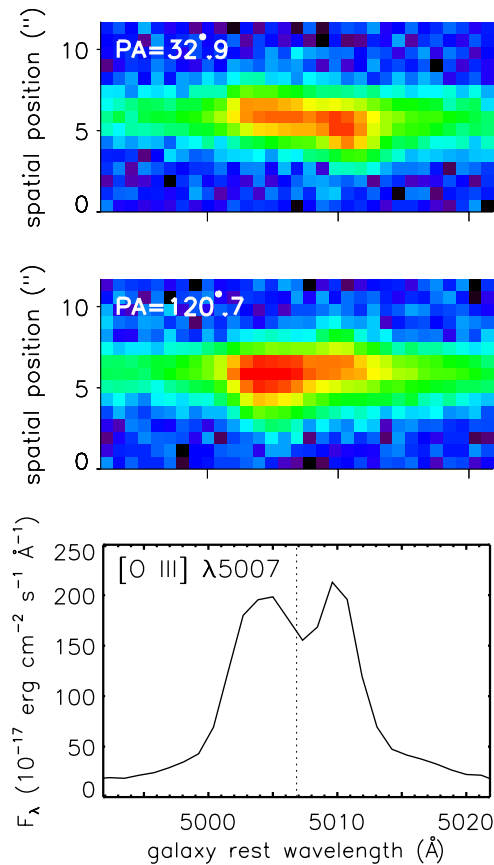 PA=32°.9
10
5
0
spatial position (")
PA=120°.7
10
5
0
spatial position (")
[O III] λ5007
250
200
150
100
50
0
F_λ (10⁻¹⁷ erg cm⁻² s⁻¹ Å⁻¹)
5000
5010
5020
galaxy rest wavelength (Å)